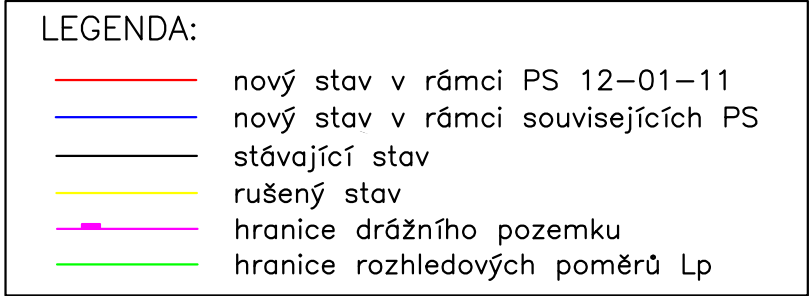 LEGENDA:
nový stav v rámci PS 12-01-11
nový stav v rámci souvisejících PS
stávající stav
rušený stav
hranice drážního pozemku
hranice rozhledových poměrů Lp